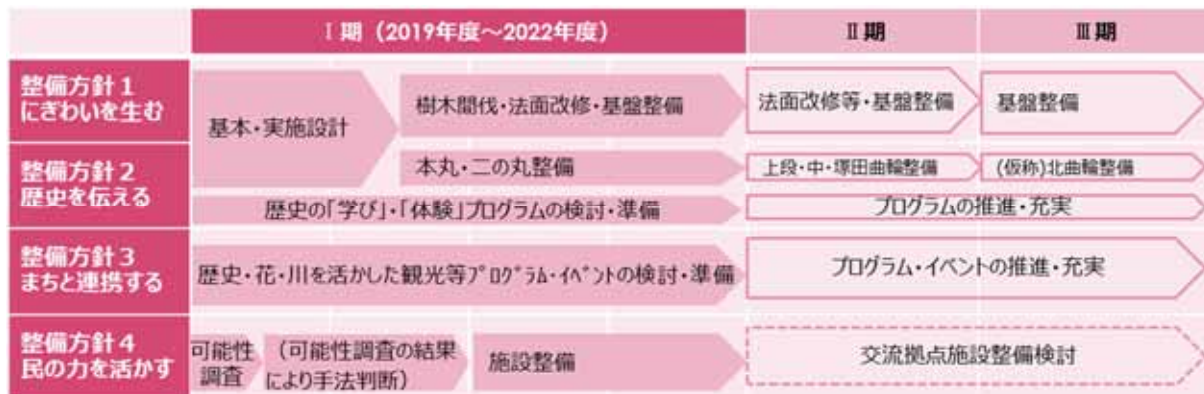 Ⅰ期（2019年度～2022年度）
Ⅱ期
Ⅲ期
整備方針１
にぎわいを生む
基本・実施設計
樹木間伐・法面改修・基盤整備
法面改修等・基盤整備
基盤整備
整備方針２
歴史を伝える
本丸・二の丸整備
上段・中・塚田曲輪整備
(仮称)北曲輪整備
歴史の「学び」・「体験」プログラムの検討・準備
プログラムの推進・充実
整備方針３
まちと連携する
歴史・花・川を活かした観光等ﾌﾟﾛｸﾞﾗﾑ・ｲﾍﾞﾝﾄの検討・準備
プログラム・イベントの推進・充実
整備方針４
民の力を活かす
可能性
調査
（可能性調査の結果
により手法判断）
施設整備
交流拠点施設整備検討